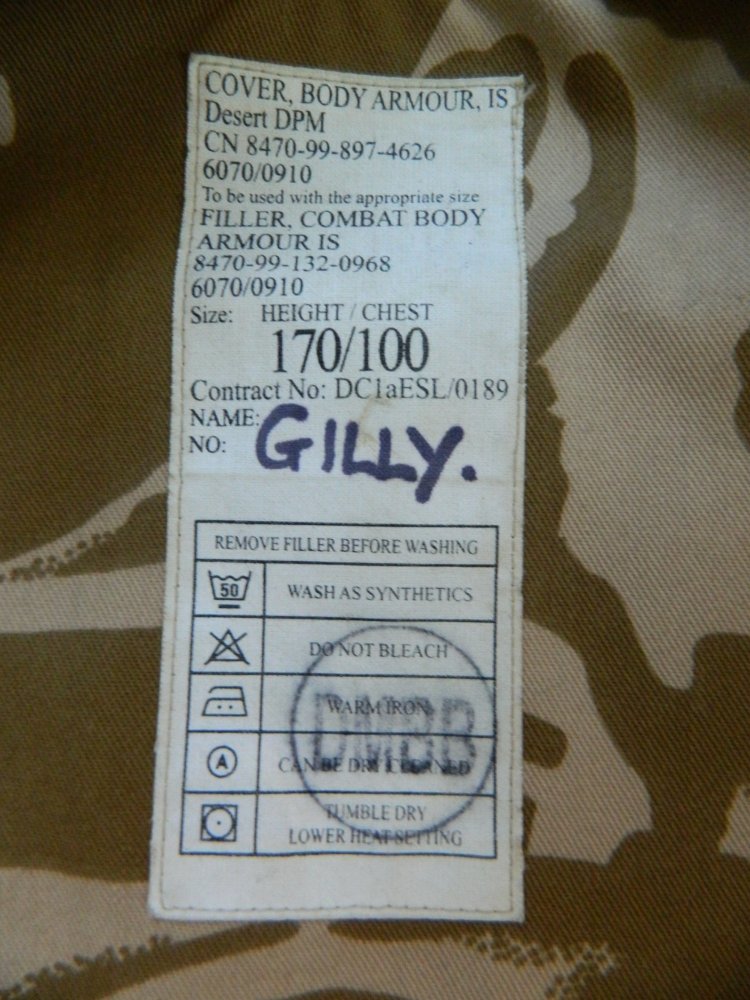 COVER, BODY ARMOUR, IS
Desert DPM
CN 8470-99-897-4626
6070/0910
To be used with the appropriate size
FILLER, COMBAT BODY
ARMOUR IS
8470-99-132-0968
6070/0910
Size: HEIGHT / CHEST
170/100
Contract No: DC1aESL/0189
NAME:
NO: GILLY.
REMOVE FILLER BEFORE WASHING
50 WASH AS SYNTHETICS
DO NOT BLEACH
WARM IRON
A CAN BE DRY CLEANED
TUMBLE DRY
LOWER HEAT SETTING